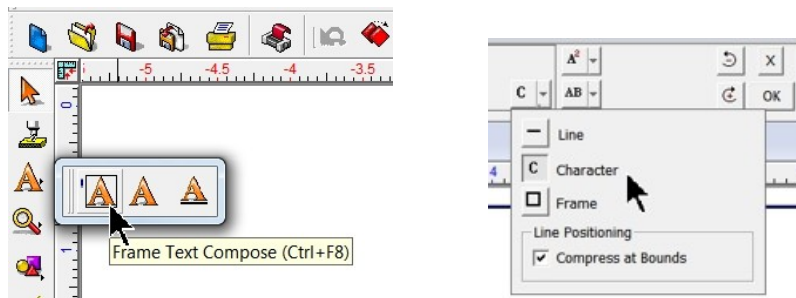 -5 -4.5 -4 -3.5
0
A A A A
Frame Text Compose (Ctrl+F8)
A² X
C AB OK
Line
C Character
Frame
Line Positioning
Compress at Bounds
4